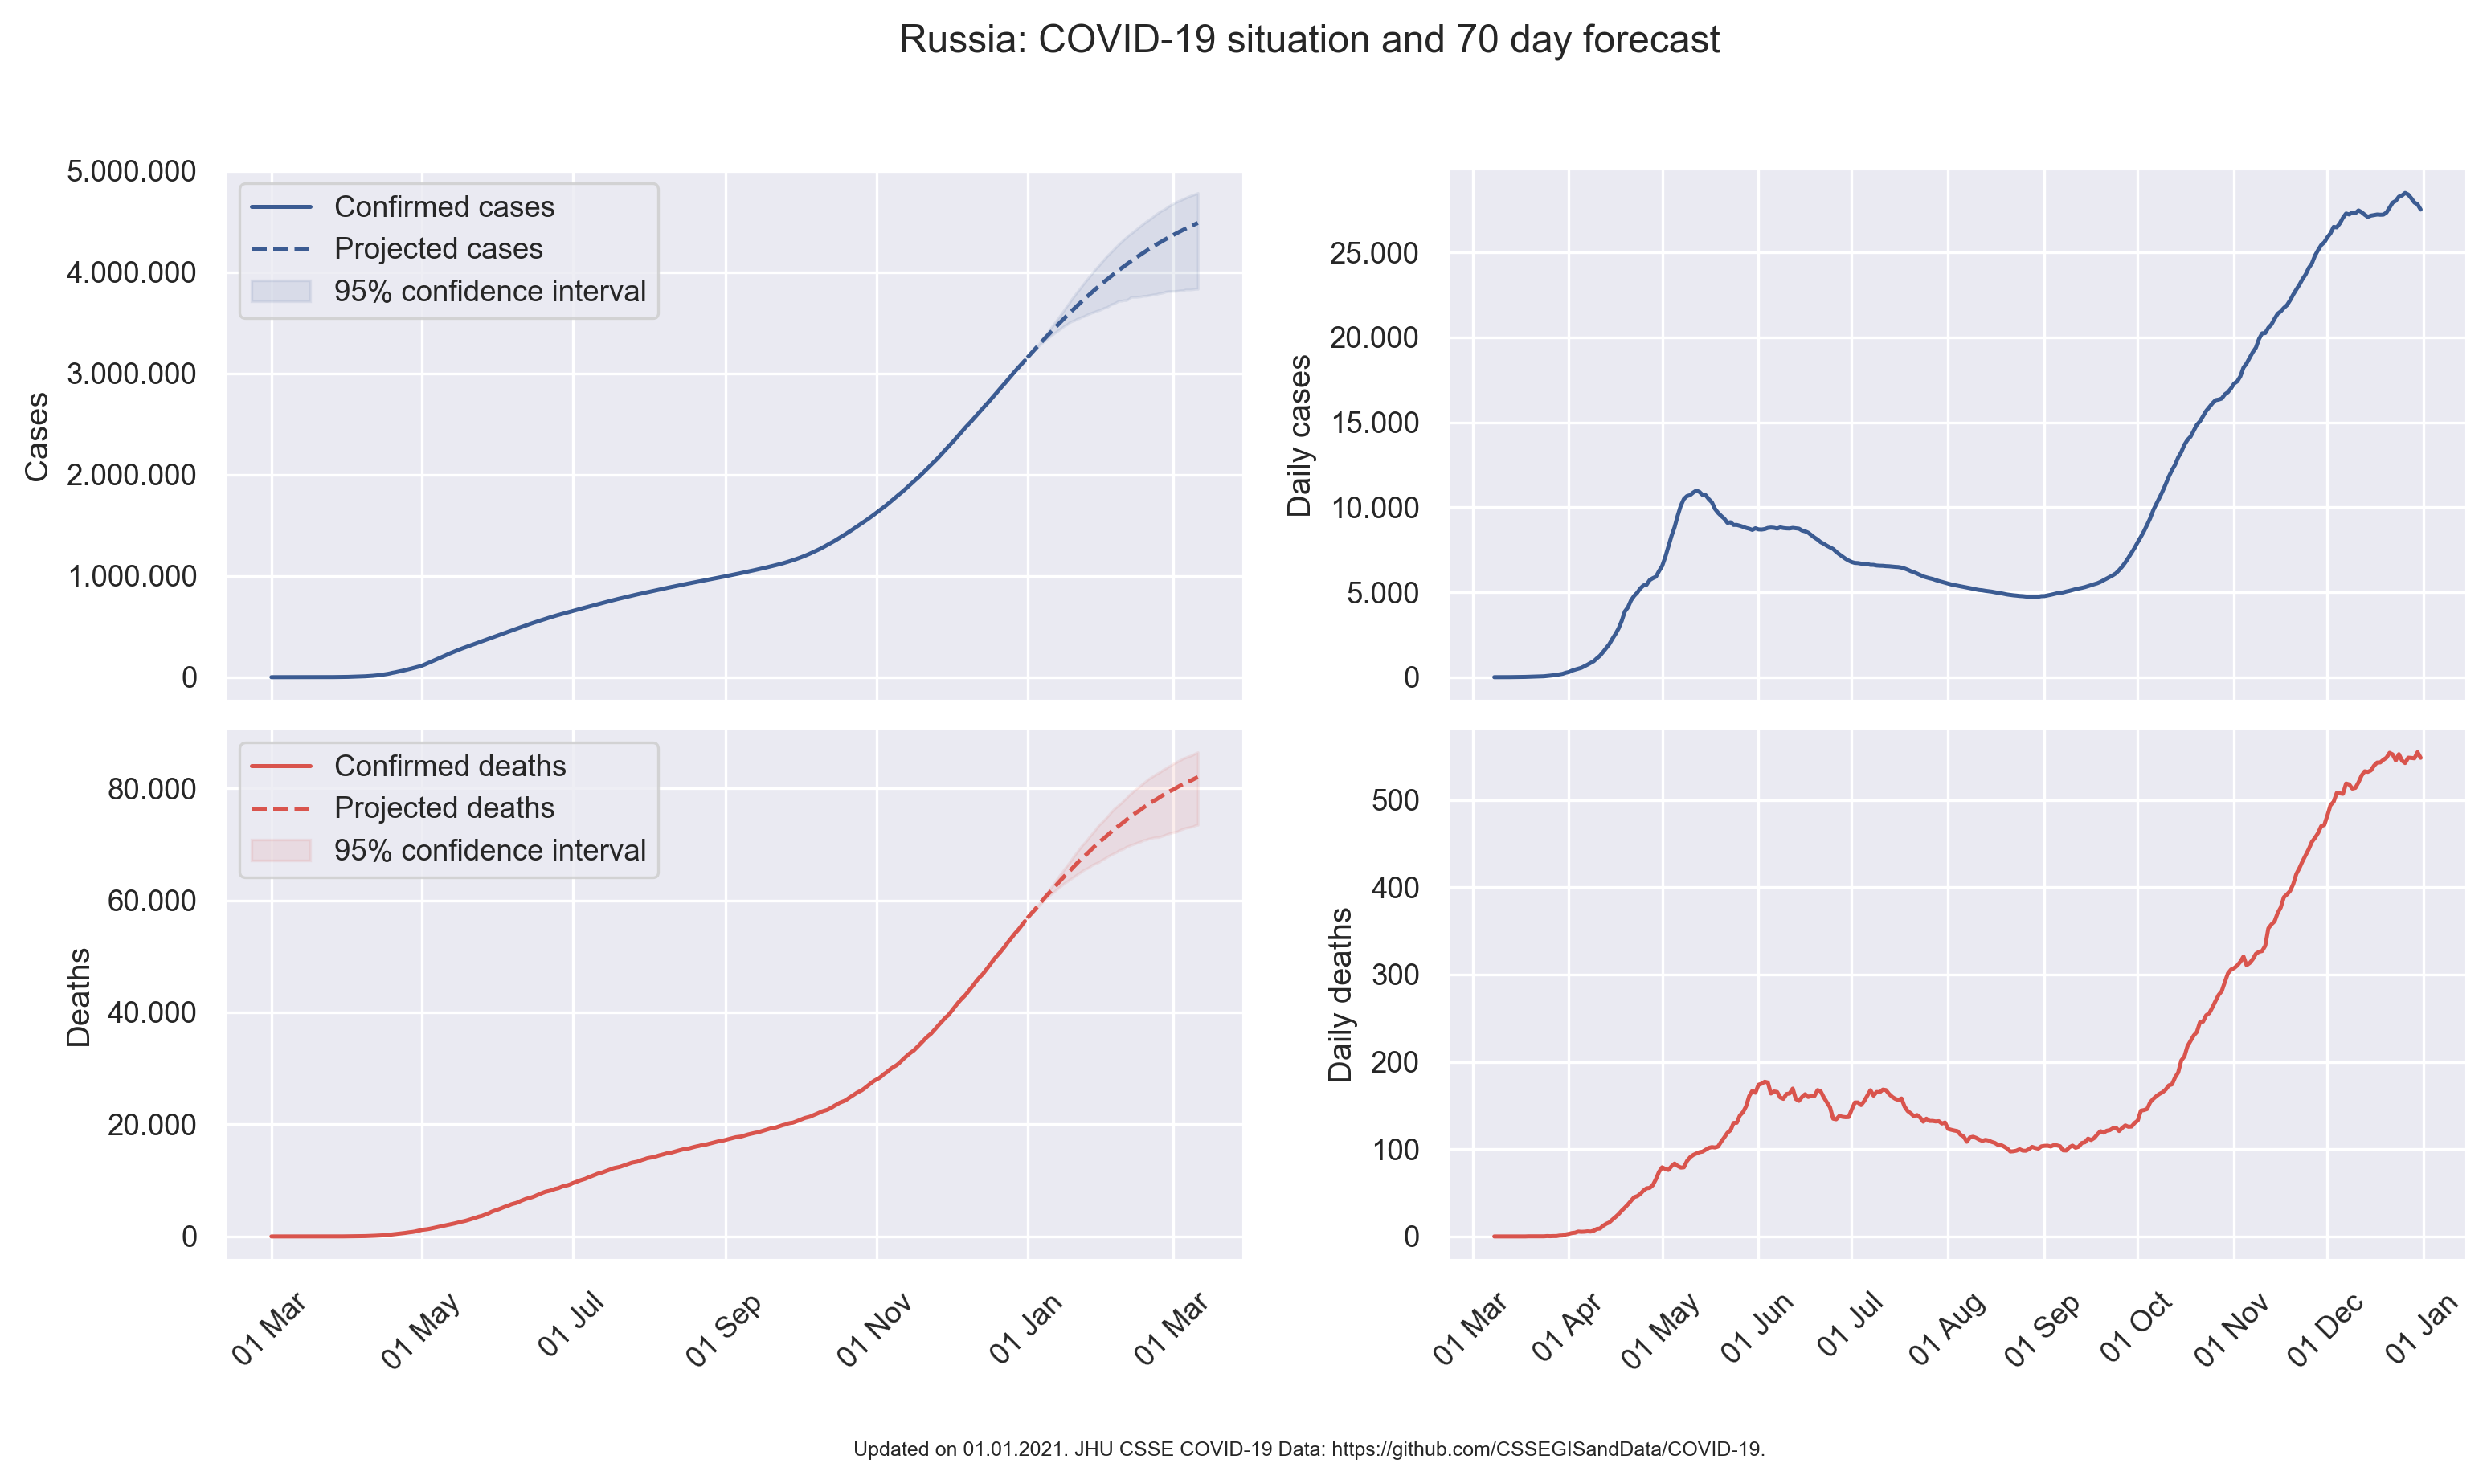 Russia: COVID-19 situation and 70 day forecast
5.000.000
4.000.000
3.000.000
2.000.000
1.000.000
0
Cases
Confirmed cases
Projected cases
95% confidence interval
25.000
20.000
15.000
10.000
5.000
0
Daily cases
80.000
60.000
40.000
20.000
0
Deaths
Confirmed deaths
Projected deaths
95% confidence interval
01 Mar
01 May
01 Jul
01 Sep
01 Nov
01 Jan
01 Mar
500
400
300
200
100
0
Daily deaths
01 Mar
01 Apr
01 May
01 Jun
01 Jul
01 Aug
01 Sep
01 Oct
01 Nov
01 Dec
01 Jan
Updated on 01.01.2021. JHU CSSE COVID-19 Data: https://github.com/CSSEGISandData/COVID-19.